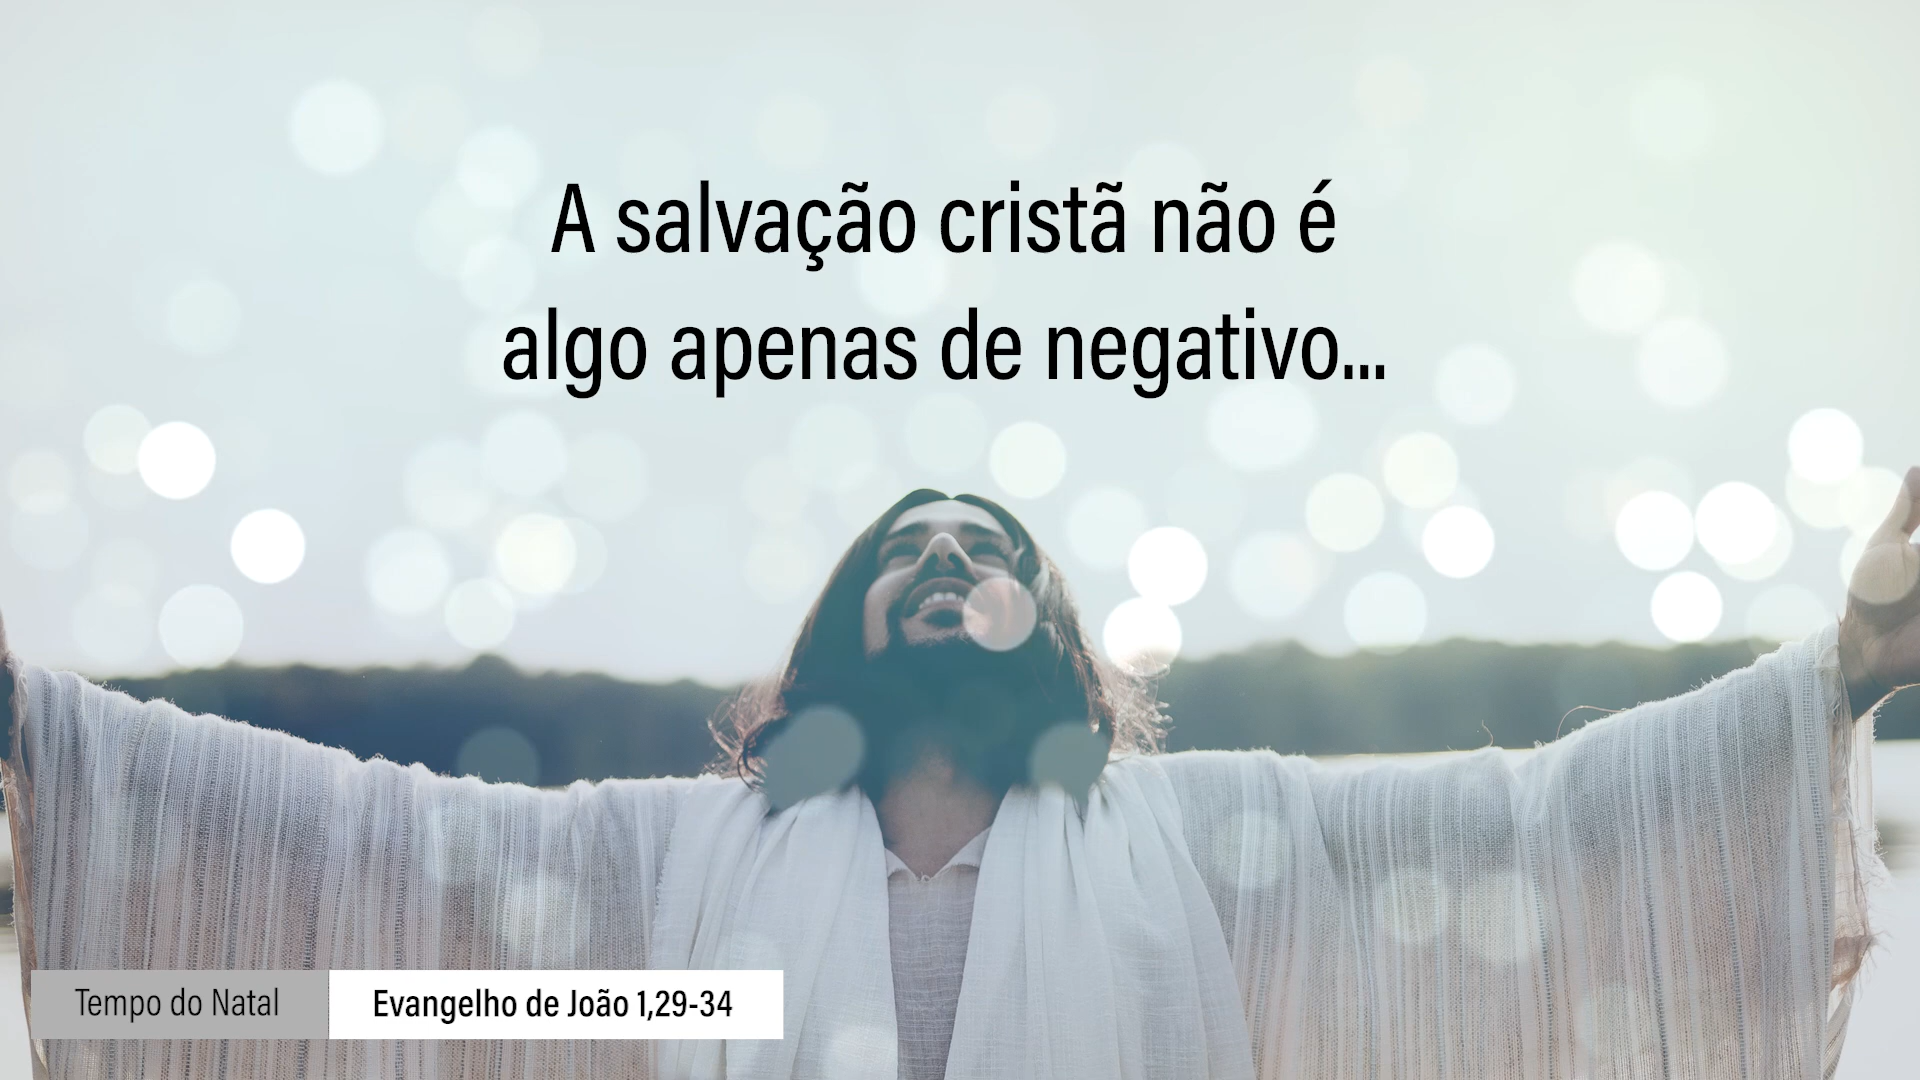 A salvação cristã não é
algo apenas de negativo...
Tempo do Natal
Evangelho de João 1,29-34